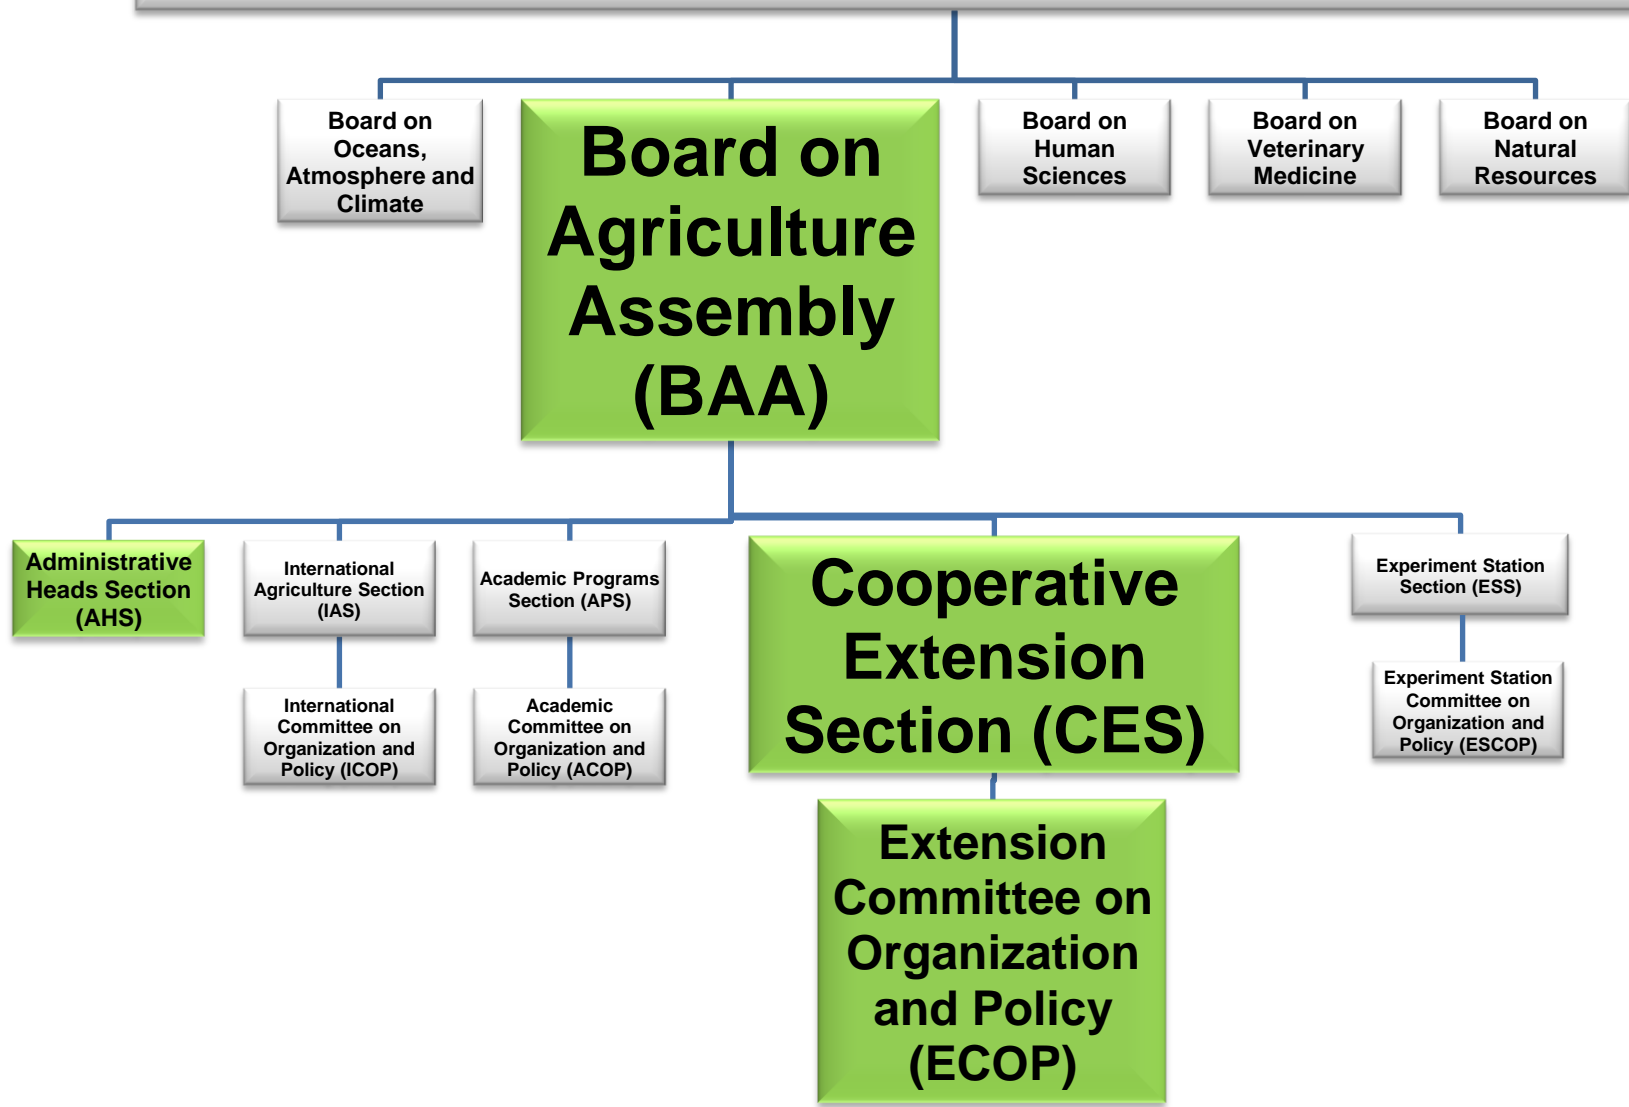 Board on
Oceans,
Atmosphere and
Climate
Board on
Agriculture
Assembly
(BAA)
Board on
Human
Sciences
Board on
Veterinary
Medicine
Board on
Natural
Resources
Administrative
Heads Section
(AHS)
International
Agriculture Section
(IAS)
Academic Programs
Section (APS)
Cooperative
Extension
Section (CES)
Experiment Station
Section (ESS)
International
Committee on
Organization and
Policy (ICOP)
Academic
Committee on
Organization and
Policy (ACOP)
Experiment Station
Committee on
Organization and
Policy (ESCOP)
Extension
Committee on
Organization
and Policy
(ECOP)